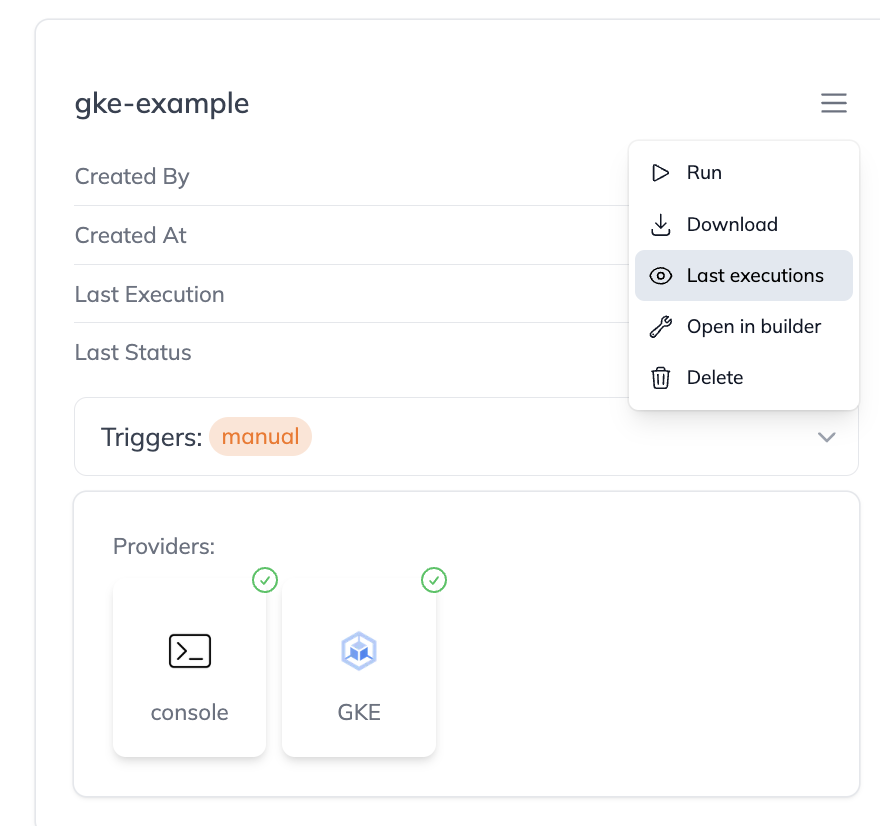 gke-example
Created By
Created At
Last Execution
Last Status
Run
Download
Last executions
Open in builder
Delete
Triggers: manual
Providers:
console
GKE